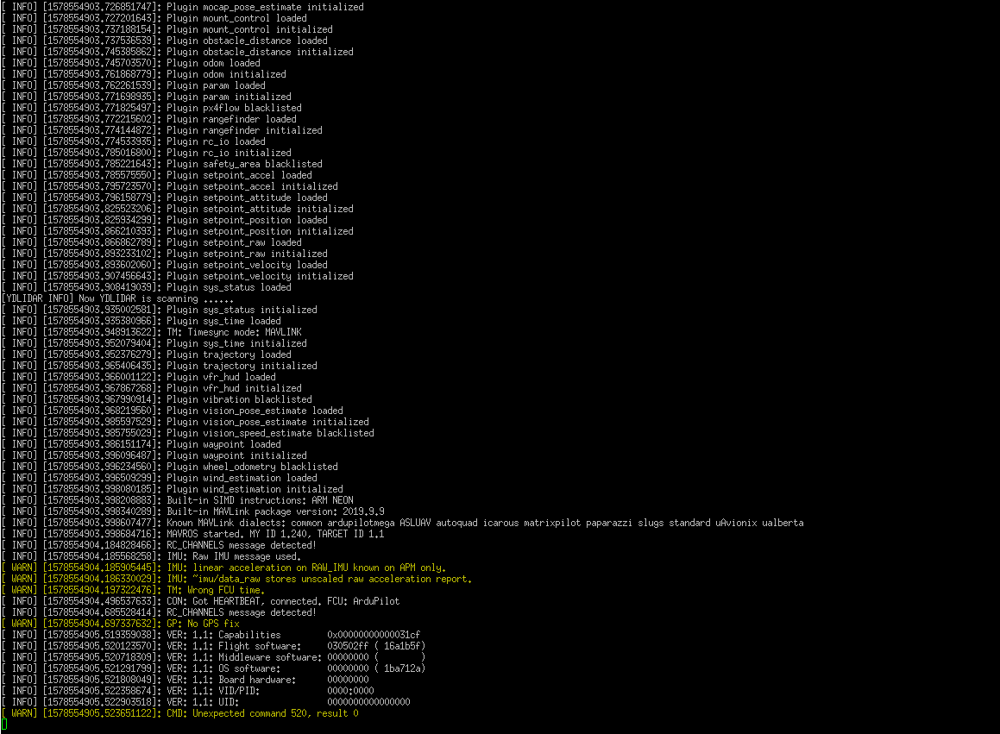 [ INFO] [1578554903.726851747]: Plugin mocap_pose_estimate initialized
[ INFO] [1578554903.727201643]: Plugin mount_control loaded
[ INFO] [1578554903.737188154]: Plugin mount_control initialized
[ INFO] [1578554903.737536539]: Plugin obstacle_distance loaded
[ INFO] [1578554903.745385862]: Plugin obstacle_distance initialized
[ INFO] [1578554903.745703570]: Plugin odom loaded
[ INFO] [1578554903.761868779]: Plugin odom initialized
[ INFO] [1578554903.762261539]: Plugin param loaded
[ INFO] [1578554903.771698935]: Plugin param initialized
[ INFO] [1578554903.771825497]: Plugin px4flow blacklisted
[ INFO] [1578554903.772215602]: Plugin rangefinder loaded
[ INFO] [1578554903.774144872]: Plugin rangefinder initialized
[ INFO] [1578554903.774533935]: Plugin rc_io loaded
[ INFO] [1578554903.785016800]: Plugin rc_io initialized
[ INFO] [1578554903.785221643]: Plugin safety_area blacklisted
[ INFO] [1578554903.785575550]: Plugin setpoint_accel loaded
[ INFO] [1578554903.795723570]: Plugin setpoint_accel initialized
[ INFO] [1578554903.796158779]: Plugin setpoint_attitude loaded
[ INFO] [1578554903.825523206]: Plugin setpoint_attitude initialized
[ INFO] [1578554903.825934299]: Plugin setpoint_position loaded
[ INFO] [1578554903.866210393]: Plugin setpoint_position initialized
[ INFO] [1578554903.866862789]: Plugin setpoint_raw loaded
[ INFO] [1578554903.893233102]: Plugin setpoint_raw initialized
[ INFO] [1578554903.893602060]: Plugin setpoint_velocity loaded
[ INFO] [1578554903.907456643]: Plugin setpoint_velocity initialized
[ INFO] [1578554903.908419039]: Plugin sys_status loaded
[YDLIDAR INFO] Now YDLIDAR is scanning ......
[ INFO] [1578554903.935002581]: Plugin sys_status initialized
[ INFO] [1578554903.935380966]: Plugin sys_time loaded
[ INFO] [1578554903.948913622]: TM: Timesync mode: MAVLINK
[ INFO] [1578554903.952079404]: Plugin sys_time initialized
[ INFO] [1578554903.952376279]: Plugin trajectory loaded
[ INFO] [1578554903.965406435]: Plugin trajectory initialized
[ INFO] [1578554903.966001122]: Plugin vfr_hud loaded
[ INFO] [1578554903.967867268]: Plugin vfr_hud initialized
[ INFO] [1578554903.967990914]: Plugin vibration blacklisted
[ INFO] [1578554903.968219560]: Plugin vision_pose_estimate loaded
[ INFO] [1578554903.985597529]: Plugin vision_pose_estimate initialized
[ INFO] [1578554903.985755029]: Plugin vision_speed_estimate blacklisted
[ INFO] [1578554903.986151174]: Plugin waypoint loaded
[ INFO] [1578554903.996096487]: Plugin waypoint initialized
[ INFO] [1578554903.996234560]: Plugin wheel_odometry blacklisted
[ INFO] [1578554903.996509299]: Plugin wind_estimation loaded
[ INFO] [1578554903.998080185]: Plugin wind_estimation initialized
[ INFO] [1578554903.998208883]: Built-in SIMD instructions: ARM NEON
[ INFO] [1578554903.998340289]: Built-in MAVLink package version: 2019.9.9
[ INFO] [1578554903.998607477]: Known MAVLink dialects: common ardupilotmega ASLUAV autoquad icarous matrixpilot paparazzi slugs standard uAvionix ualberta
[ INFO] [1578554903.998684716]: MAVROS started. MY ID 1.240, TARGET ID 1.1
[ INFO] [1578554904.184828466]: RC_CHANNELS message detected!
[ INFO] [1578554904.185568258]: IMU: Raw IMU message used.
[ WARN] [1578554904.185905445]: IMU: linear acceleration on RAW_IMU known on APM only.
[ WARN] [1578554904.186330029]: IMU: ~imu/data_raw stores unscaled raw acceleration report.
[ WARN] [1578554904.197322476]: TM: Wrong FCU time.
[ INFO] [1578554904.496537633]: CON: Got HEARTBEAT, connected. FCU: ArduPilot
[ INFO] [1578554904.685528414]: RC_CHANNELS message detected!
[ WARN] [1578554904.697337632]: GP: No GPS fix
[ INFO] [1578554905.519359038]: VER: 1.1: Capabilities         0x00000000000031cf
[ INFO] [1578554905.520123570]: VER: 1.1: Flight software:     030502ff ( 16a1b5f)
[ INFO] [1578554905.520718309]: VER: 1.1: Middleware software: 00000000 (        )
[ INFO] [1578554905.521291799]: VER: 1.1: OS software:         00000000 ( 1ba712a)
[ INFO] [1578554905.521808049]: VER: 1.1: Board hardware:      00000000
[ INFO] [1578554905.522358674]: VER: 1.1: VID/PID:             0000:0000
[ INFO] [1578554905.522903518]: VER: 1.1: UID:                 0000000000000000
[ WARN] [1578554905.523651122]: CMD: Unexpected command 520, result 0